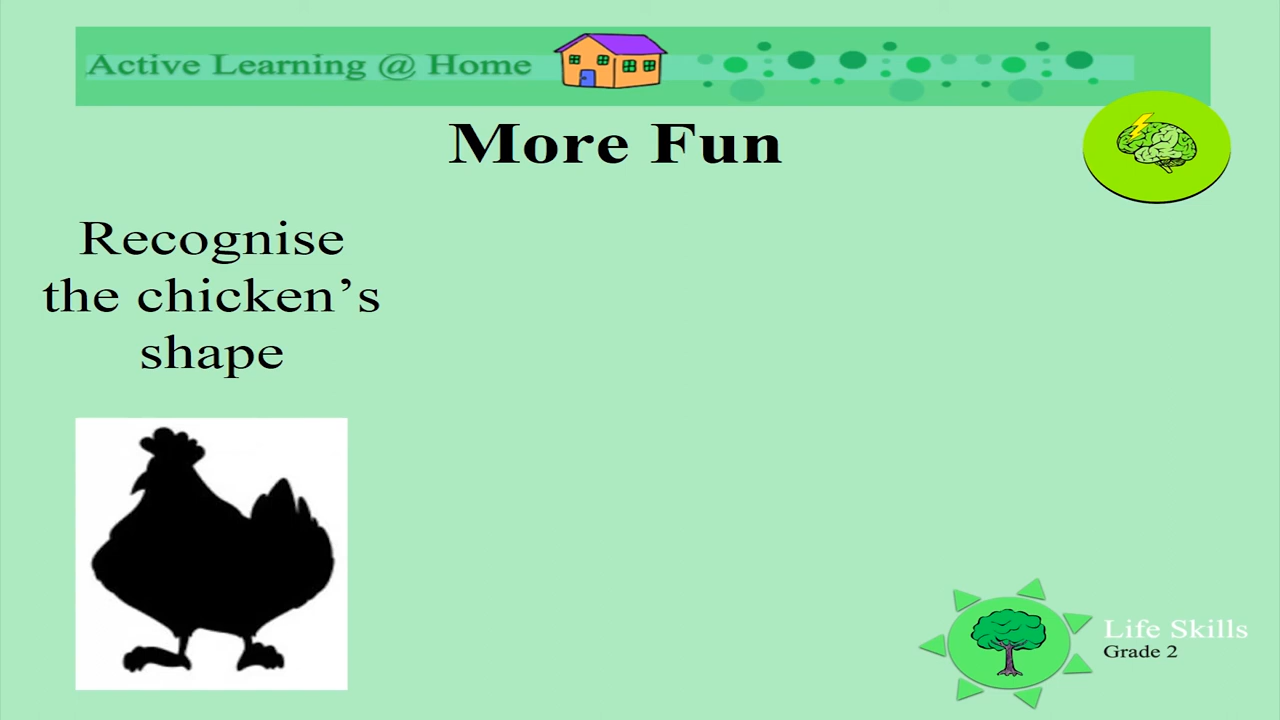 Active Learning @ Home
More Fun
Recognise
the chicken’s
shape
Life Skills
Grade 2